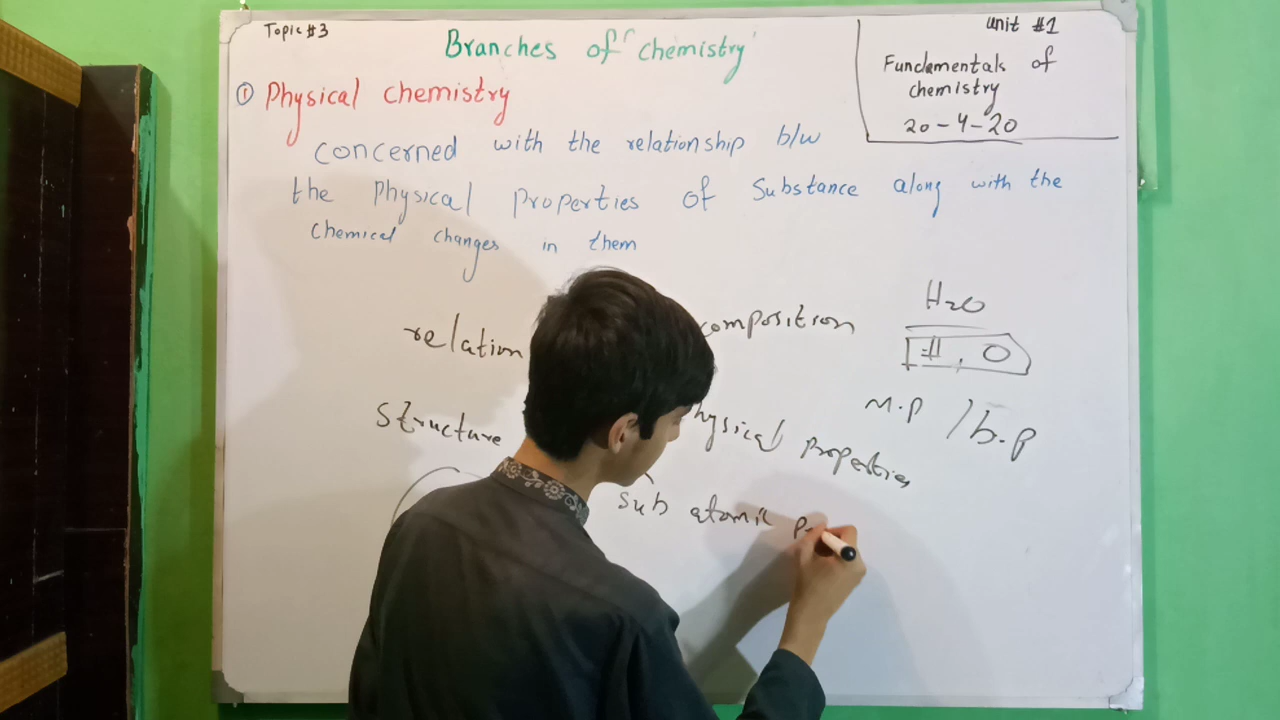 Topic #3
Branches of 'Chemistry'
Unit #1
Fundamentals of
chemistry
20-4-20
① Physical chemistry
concerned with the relationship b/w
the Physical Properties of Substance along with the
chemical changes in them
relation composition
H2O
H, O
Structure physical properties
M.P / b.p
Sub atomic p